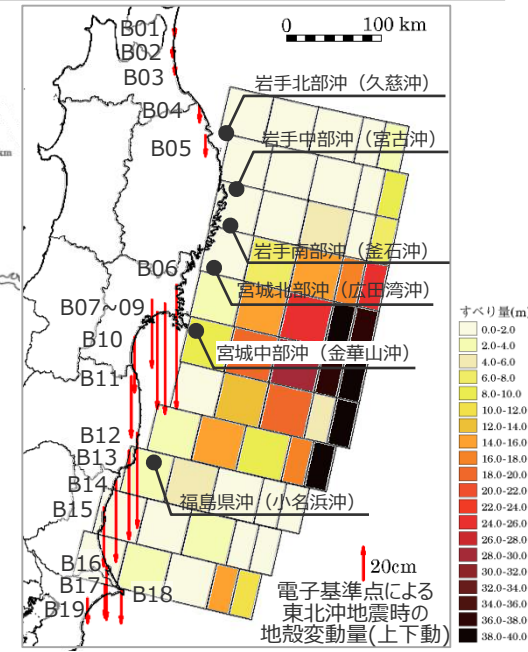 0 100 km
B01
B02
B03
B04
B05
岩手北部沖（久慈沖）
岩手中部沖（宮古沖）
岩手南部沖（釜石沖）
B06
宮城北部沖（広田湾沖）
B07~09
B10
宮城中部沖（金華山沖）
B11
B12
B13
B14
B15
福島県沖（小名浜沖）
B16
B17
B18
B19
20cm
電子基準点による
東北沖地震時の
地殻変動量(上下動)
km
すべり量(m)
0.0-2.0
2.0-4.0
4.0-6.0
6.0-8.0
8.0-10.0
10.0-12.0
12.0-14.0
14.0-16.0
16.0-18.0
18.0-20.0
20.0-22.0
22.0-24.0
24.0-26.0
26.0-28.0
28.0-30.0
30.0-32.0
32.0-34.0
34.0-36.0
36.0-38.0
38.0-40.0